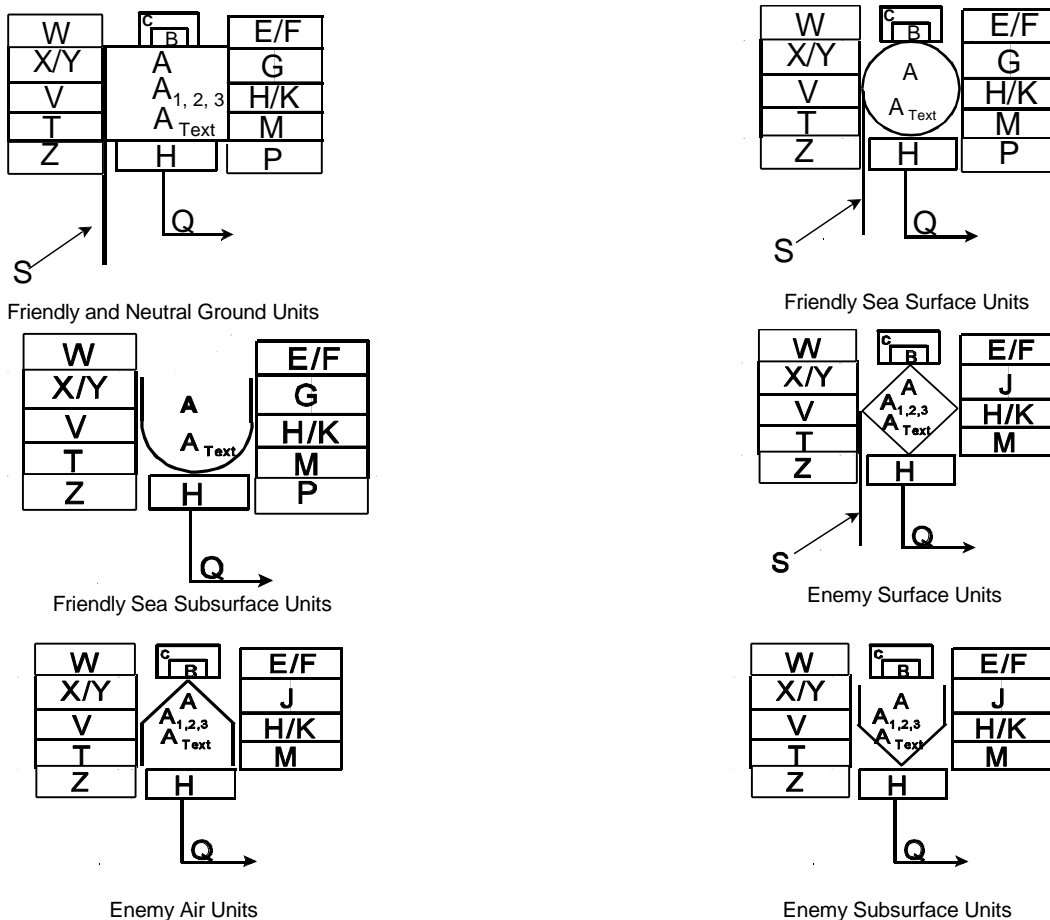 C
B
W
E/F
X/Y
A
G
V
A1, 2, 3
H/K
T
A Text
M
Z
H
P
Q
S
Friendly and Neutral Ground Units
C
B
W
E/F
X/Y
A
G
V
H/K
A Text
T
M
Z
H
P
Q
S
Friendly Sea Surface Units
W
E/F
X/Y
A
G
V
A Text
H/K
T
M
Z
H
P
Q
Friendly Sea Subsurface Units
C
B
W
E/F
X/Y
A
J
V
A1,2,3
H/K
A Text
T
M
Z
H
Q
S
Enemy Surface Units
C
B
W
E/F
X/Y
A
J
V
A1,2,3
H/K
A Text
T
M
Z
H
Q
Enemy Air Units
C
B
W
E/F
X/Y
A
J
V
A1,2,3
H/K
A Text
T
M
Z
H
Q
Enemy Subsurface Units